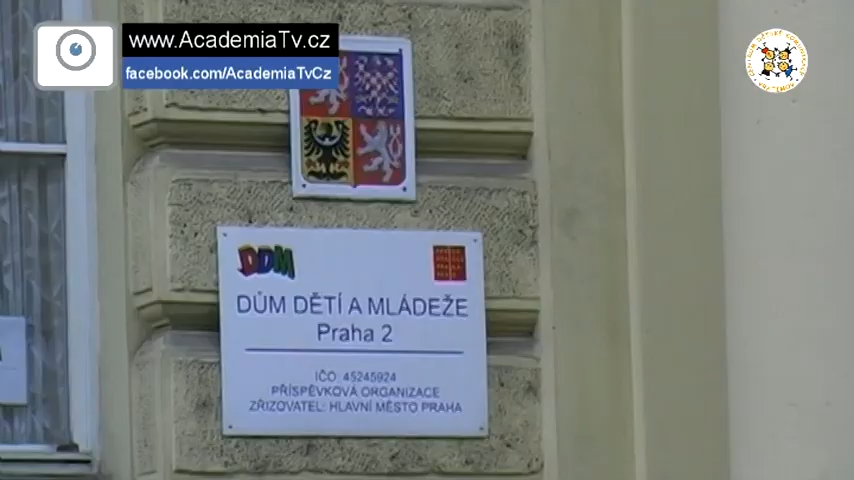 www.AcademiaTv.cz
facebook.com/AcademiaTvCz
DDM
DŮM DĚTÍ A MLÁDEŽE
Praha 2
IČO: 45245924
PŘÍSPĚVKOVÁ ORGANIZACE
ZŘIZOVATEL: HLAVNÍ MĚSTO PRAHA